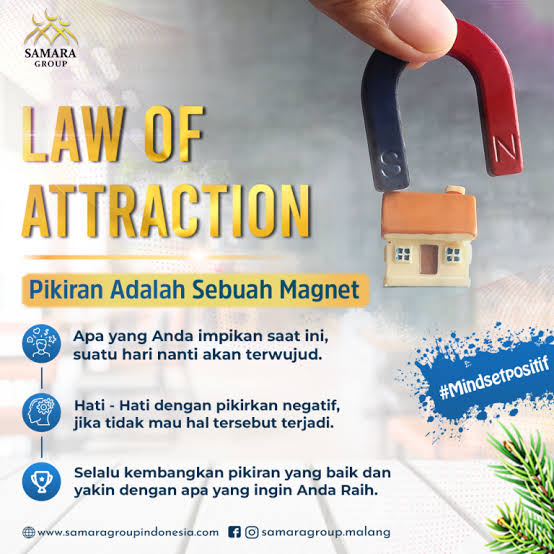 SAMARA
GROUP
LAW OF
ATTRACTION
Pikiran Adalah Sebuah Magnet
Apa yang Anda impikan saat ini,
suatu hari nanti akan terwujud.
Hati - Hati dengan pikirkan negatif,
jika tidak mau hal tersebut terjadi.
Selalu kembangkan pikiran yang baik dan
yakin dengan apa yang ingin Anda Raih.
S
N
#Mindsetpositif
www.samaragroupindonesia.com
samaragroup.malang